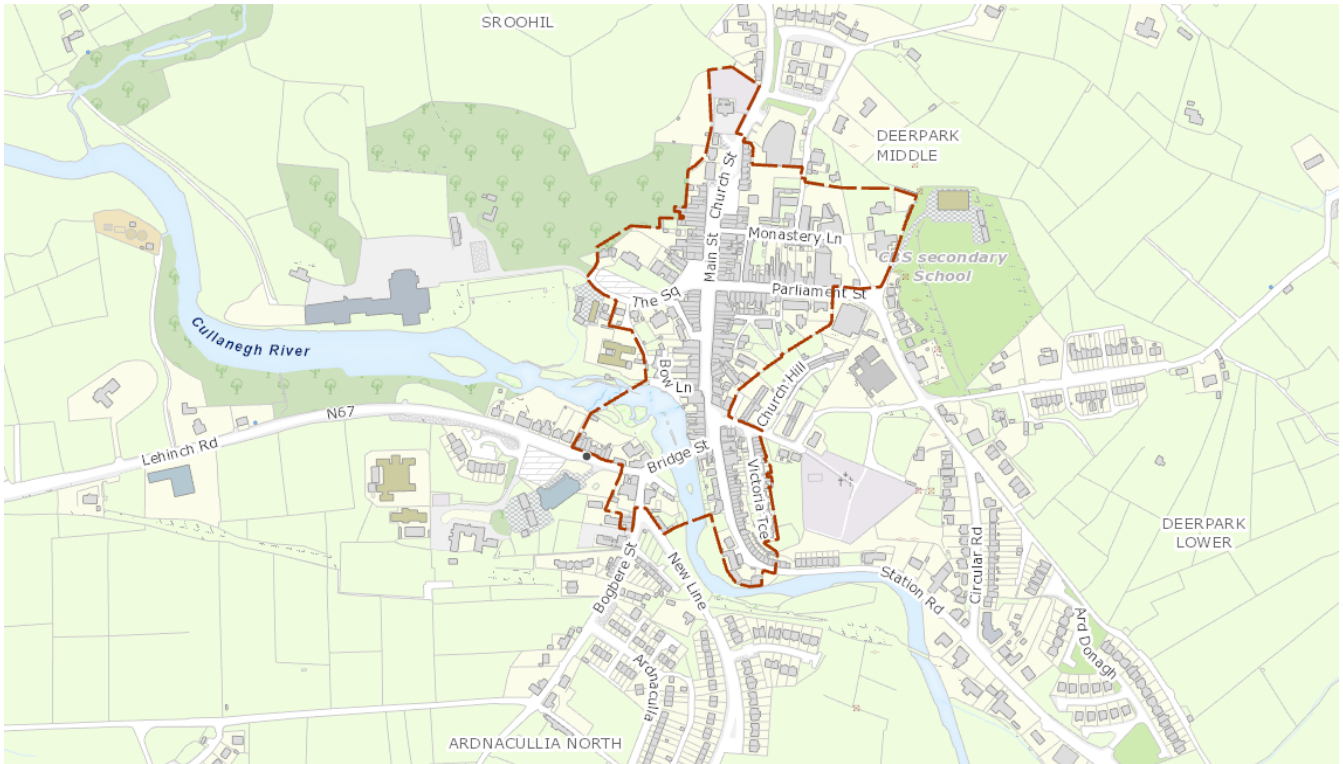 SROOHIL
DEERPARK
MIDDLE
Church St
Main St
Monastery Ln
CBS secondary
School
Parliament St
The Sq
Cullanegh River
Bow
Ln
Church Hill
N67
Lehinch Rd
Bridge St
Victoria Tce
DEERPARK
LOWER
Circular Rd
Station Rd
New Line
Bogbere St
Ard Donagh
Ardnaculla
ARDNACULLIA NORTH